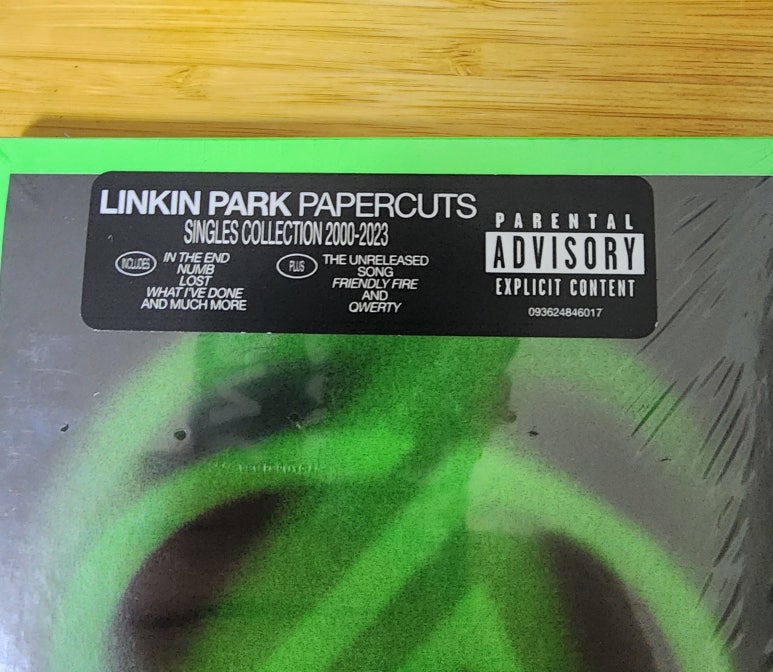 LINKIN PARK PAPERCUTS
SINGLES COLLECTION 2000-2023
INCLUDES
IN THE END
NUMB
LOST
WHAT I'VE DONE
AND MUCH MORE
PLUS
THE UNRELEASED
SONG
FRIENDLY FIRE
AND
QWERTY
PARENTAL
ADVISORY
EXPLICIT CONTENT
093624846017